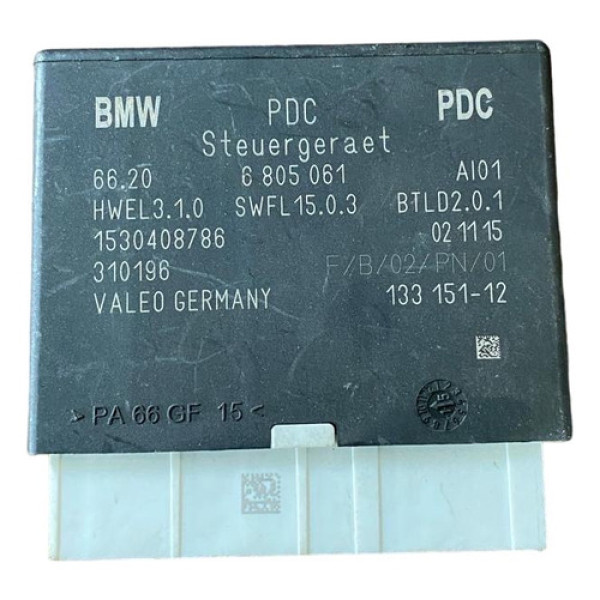 BMW PDC PDC
Steuergeraet
66.20 6 805 061 AI01
HWEL3.1.0 SWFL15.0.3 BTLD2.0.1
1530408786 02 11 15
310196 F/B/02/PN/01
VALEO GERMANY 133 151-12
>PA 66 GF 15<
15